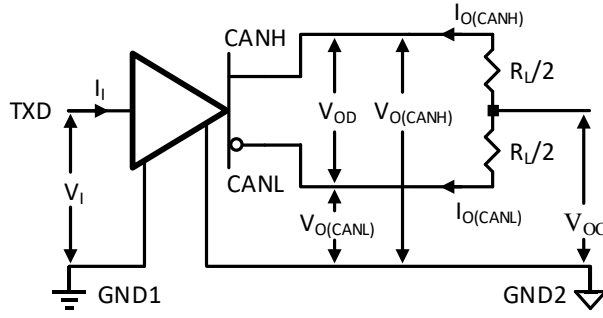 CANH
I_O(CANH)
TXD
I_I
V_OD
V_O(CANH)
R_L/2
R_L/2
V_I
CANL
V_O(CANL)
I_O(CANL)
V_OC
GND1
GND2